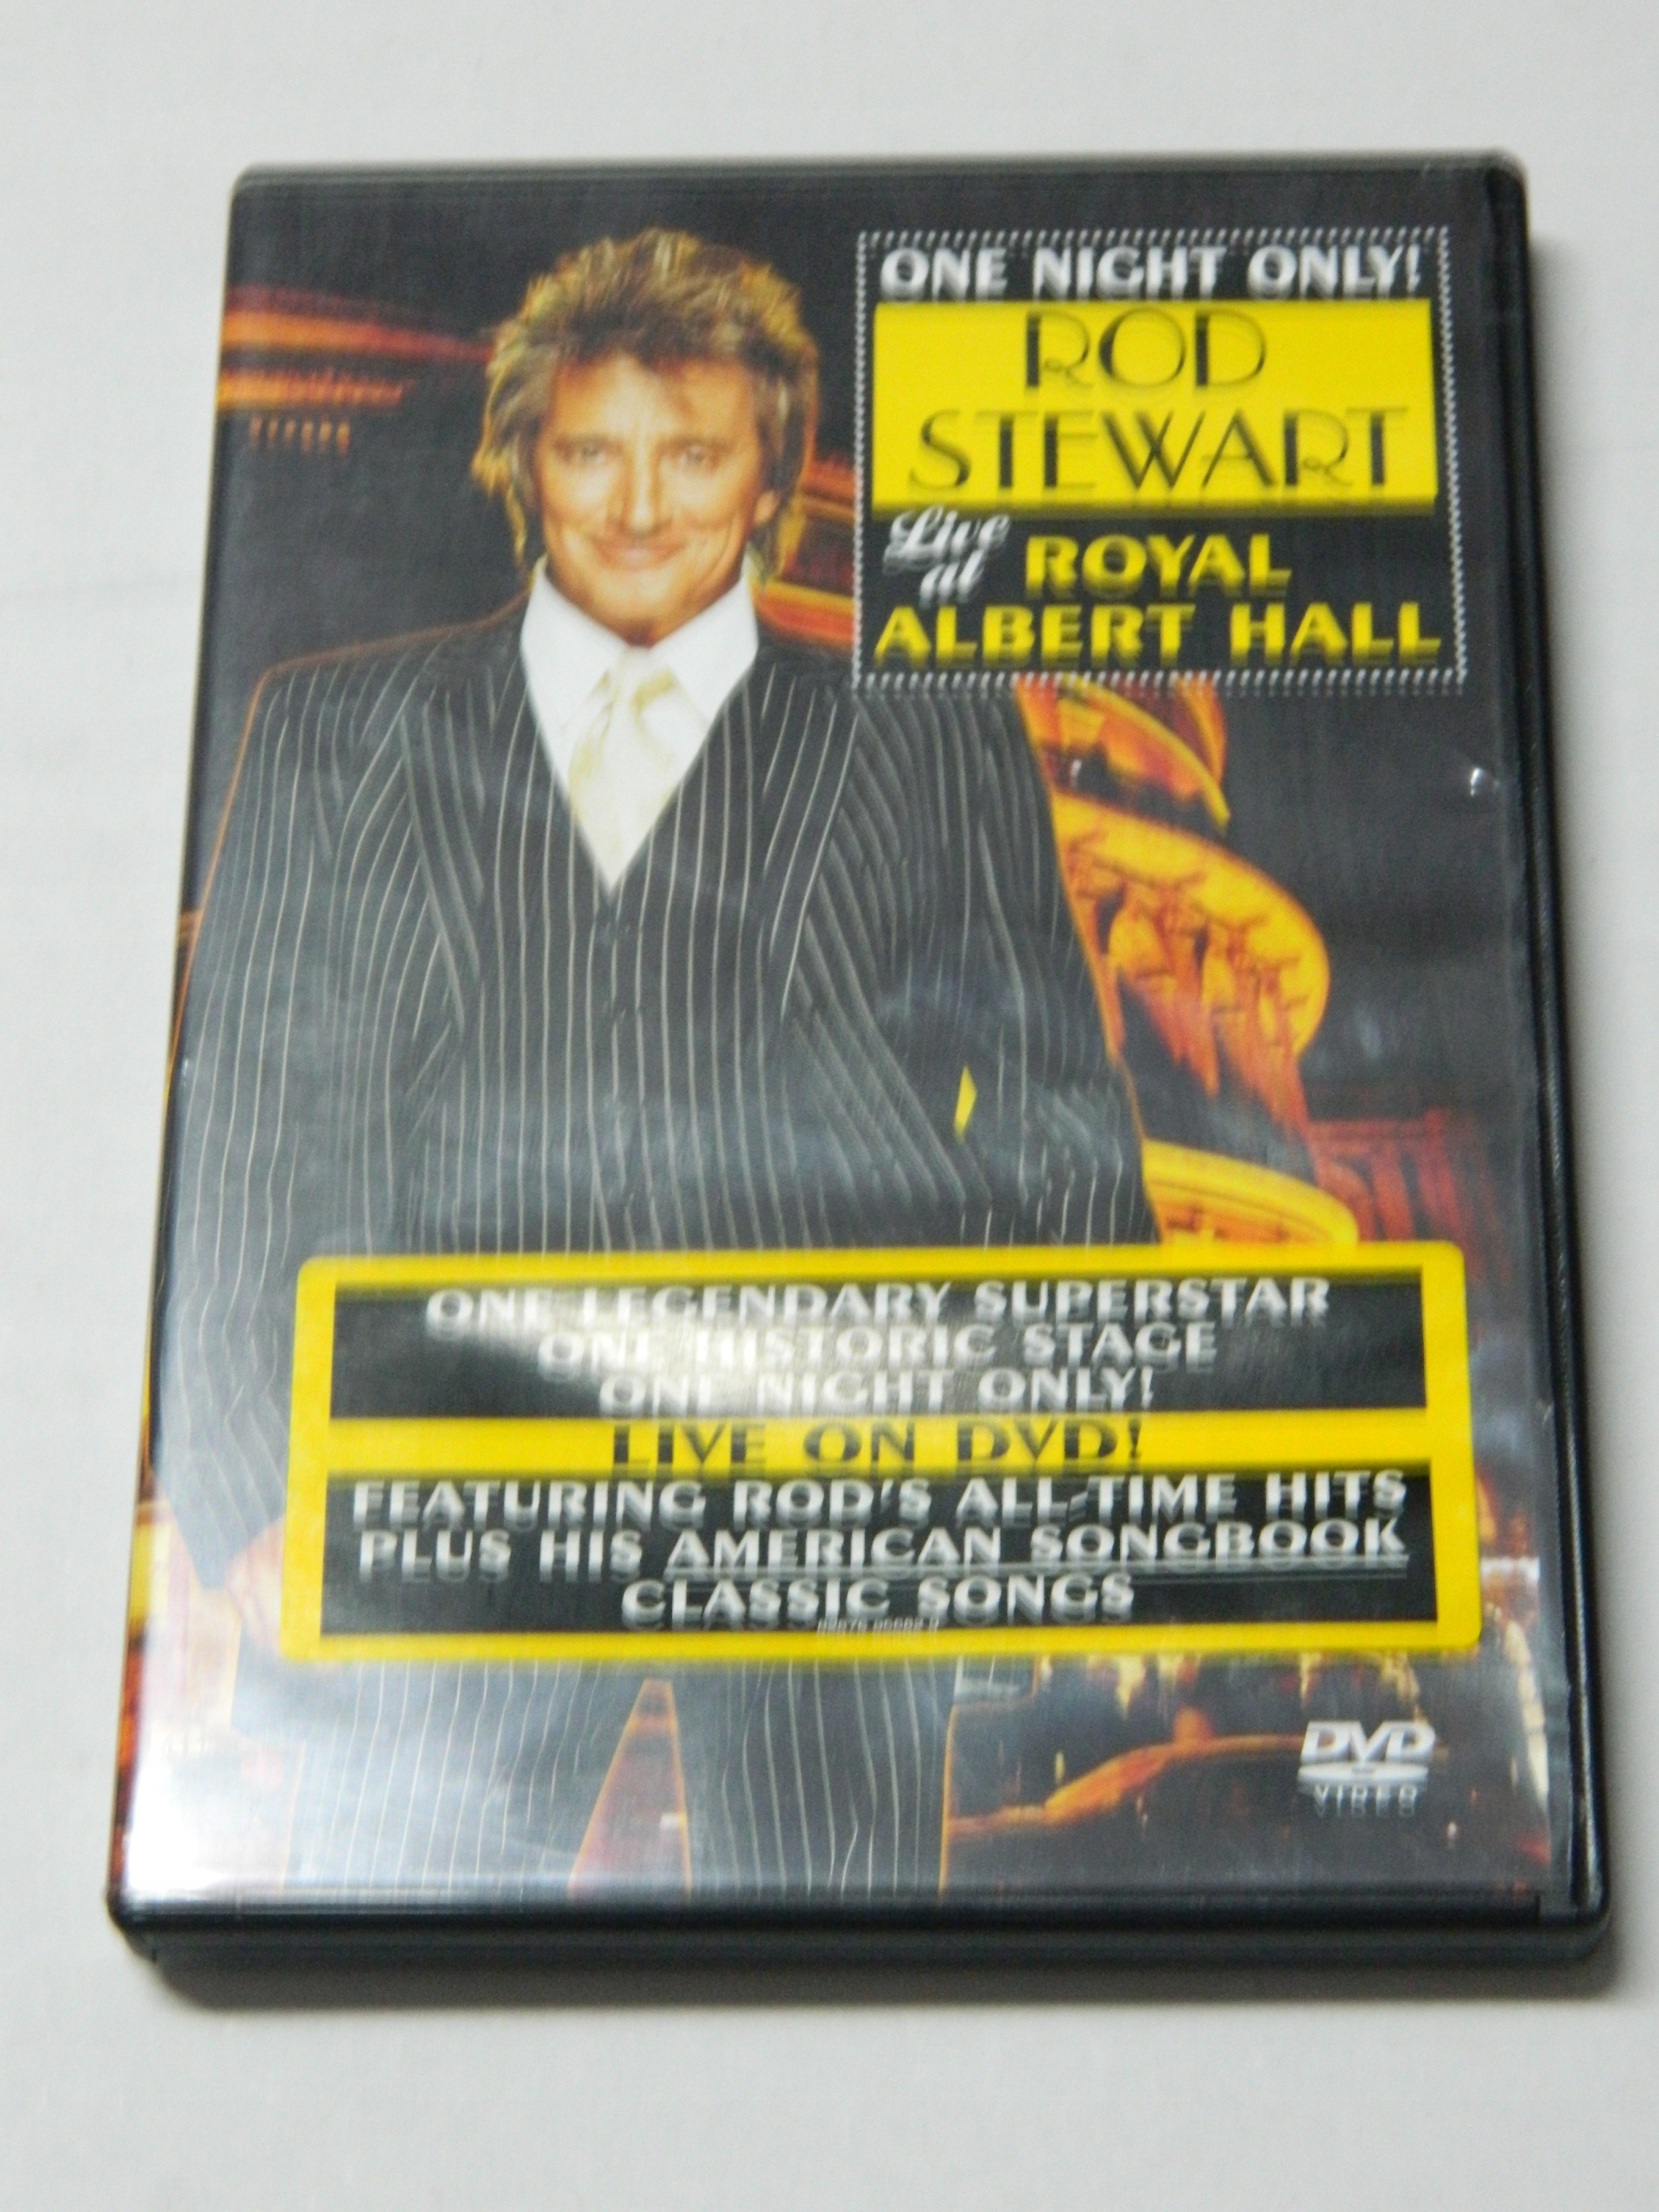 ONE NIGHT ONLY!
ROD
STEWART
Live
at ROYAL
ALBERT HALL
ONE LEGENDARY SUPERSTAR
ONE HISTORIC STAGE
ONE NIGHT ONLY!
LIVE ON DVD!
FEATURING ROD'S ALL-TIME HITS
PLUS HIS AMERICAN SONGBOOK
CLASSIC SONGS
DVD
VIDEO